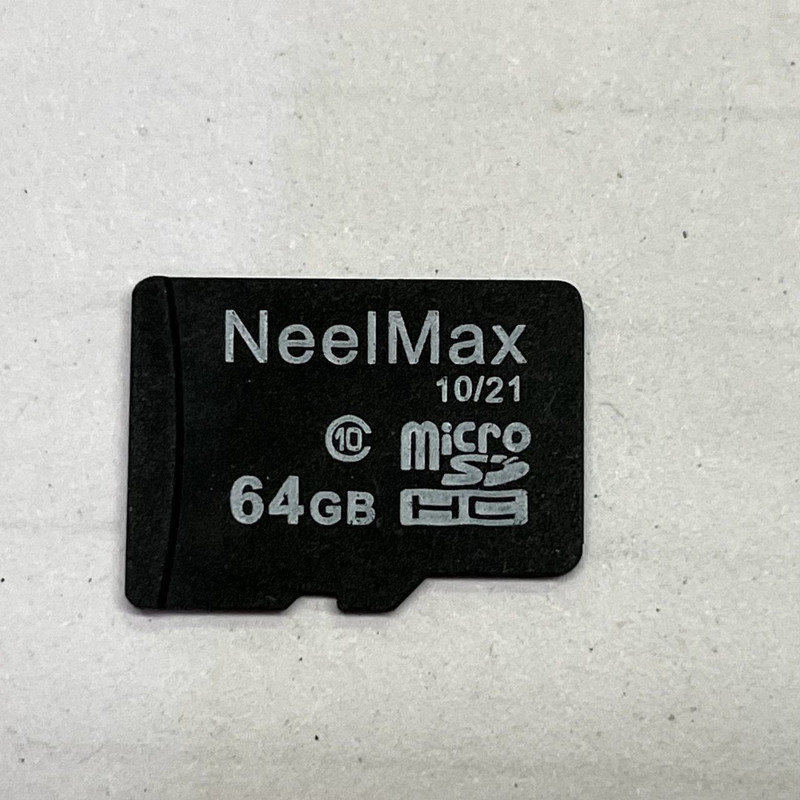 NeelMax
10/21
10 micro
SD
64GB HC